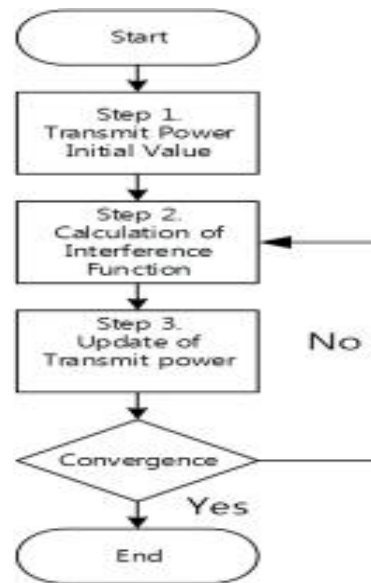 Start
Step 1.
Transmit Power
Initial Value
Step 2.
Calculation of
Interference
Function
Step 3.
Update of
Transmit power
No
Convergence
Yes
End